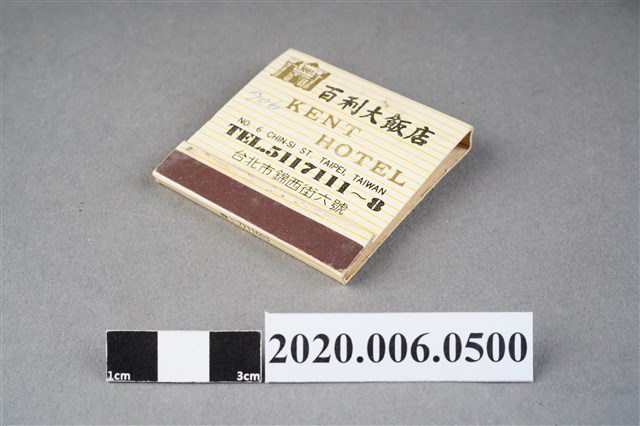 百利大飯店
KENT
HOTEL
NO. 6 CHIN-SI ST. TAIPEI, TAIWAN
TEL.5117111～8
台北市錦西街六號
1cm 3cm
2020.006.0500